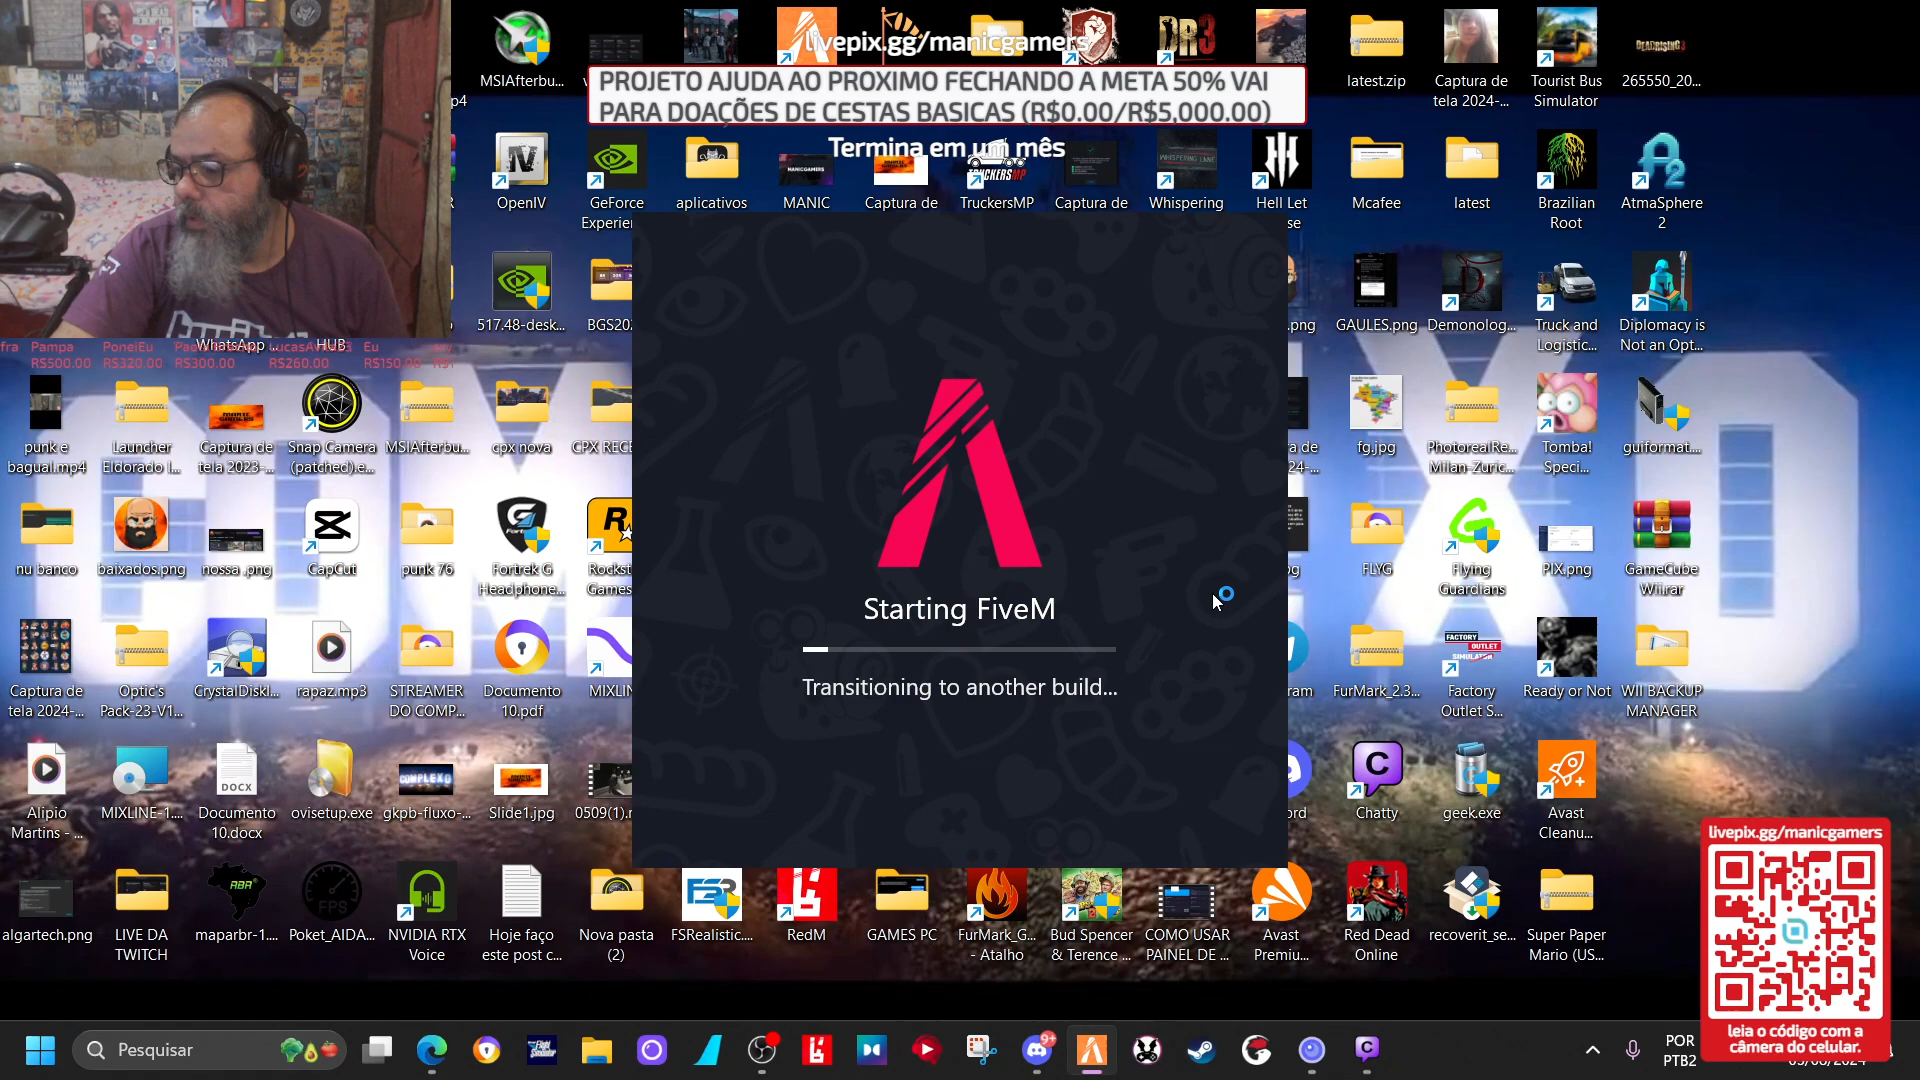 livepix.gg/manicgamers
PROJETO AJUDA AO PROXIMO FECHANDO A META 50% VAI
PARA DOAÇÕES DE CESTAS BASICAS (R$0.00/R$5,000.00)
Termina em um mês
MSIAfterbu...
latest.zip
Captura de
tela 2024-...
Tourist Bus
Simulator
265550_20...
OpenIV
GeForce
Experien
aplicativos
MANIC
Captura de
TruckersMP
Captura de
Whispering
Hell Let
Mcafee
latest
Brazilian
Root
AtmaSphere
2
517.48-desk...
BGS202
.png
GAULES.png
Demonolog...
Truck and
Logistic...
Diplomacy is
Not an Opt...
WhatsApp ...
HUB
Pampa
R$500.00
PoneiEu
R$320.00
R$300.00
R$260.00
Eu
R$150.00
punk e
bagual.mp4
Launcher
Eldorado I...
Captura de
tela 2023-...
Snap Camera
(patched).e...
MSIAfterbu...
cpx nova
CPX RECE
fg.jpg
PhotorealRe...
Milan-Zuric...
Tomba!
Speci...
guiformat....
nu banco
baixados.png
nossa .png
CapCut
punk 76
Fortrek G
Headphone...
Rockst
Games
FLYG
Flying
Guardians
PIX.png
GameCube
Wii.rar
Starting FiveM
Transitioning to another build...
Captura de
tela 2024-...
Optic's
Pack-23-V1...
CrystalDiskI...
rapaz.mp3
STREAMER
DO COMP...
Documento
10.pdf
MIXLIN
ram
FurMark_2.3...
Factory
Outlet S...
Ready or Not
WII BACKUP
MANAGER
Alipio
Martins - ...
MIXLINE-1....
Documento
10.docx
ovisetup.exe
gkpb-fluxo-...
Slide1.jpg
0509(1).r
ord
Chatty
geek.exe
Avast
Cleanu...
algartech.png
LIVE DA
TWITCH
maparbr-1....
Poket_AIDA...
NVIDIA RTX
Voice
Hoje faço
este post c...
Nova pasta
(2)
FSRealistic....
RedM
GAMES PC
FurMark_G...
- Atalho
Bud Spencer
& Terence ...
COMO USAR
PAINEL DE ...
Avast
Premiu...
Red Dead
Online
recoverit_se...
Super Paper
Mario (US...
livepix.gg/manicgamers
leia o código com a
câmera do celular.
Pesquisar
9+
POR
PTB2